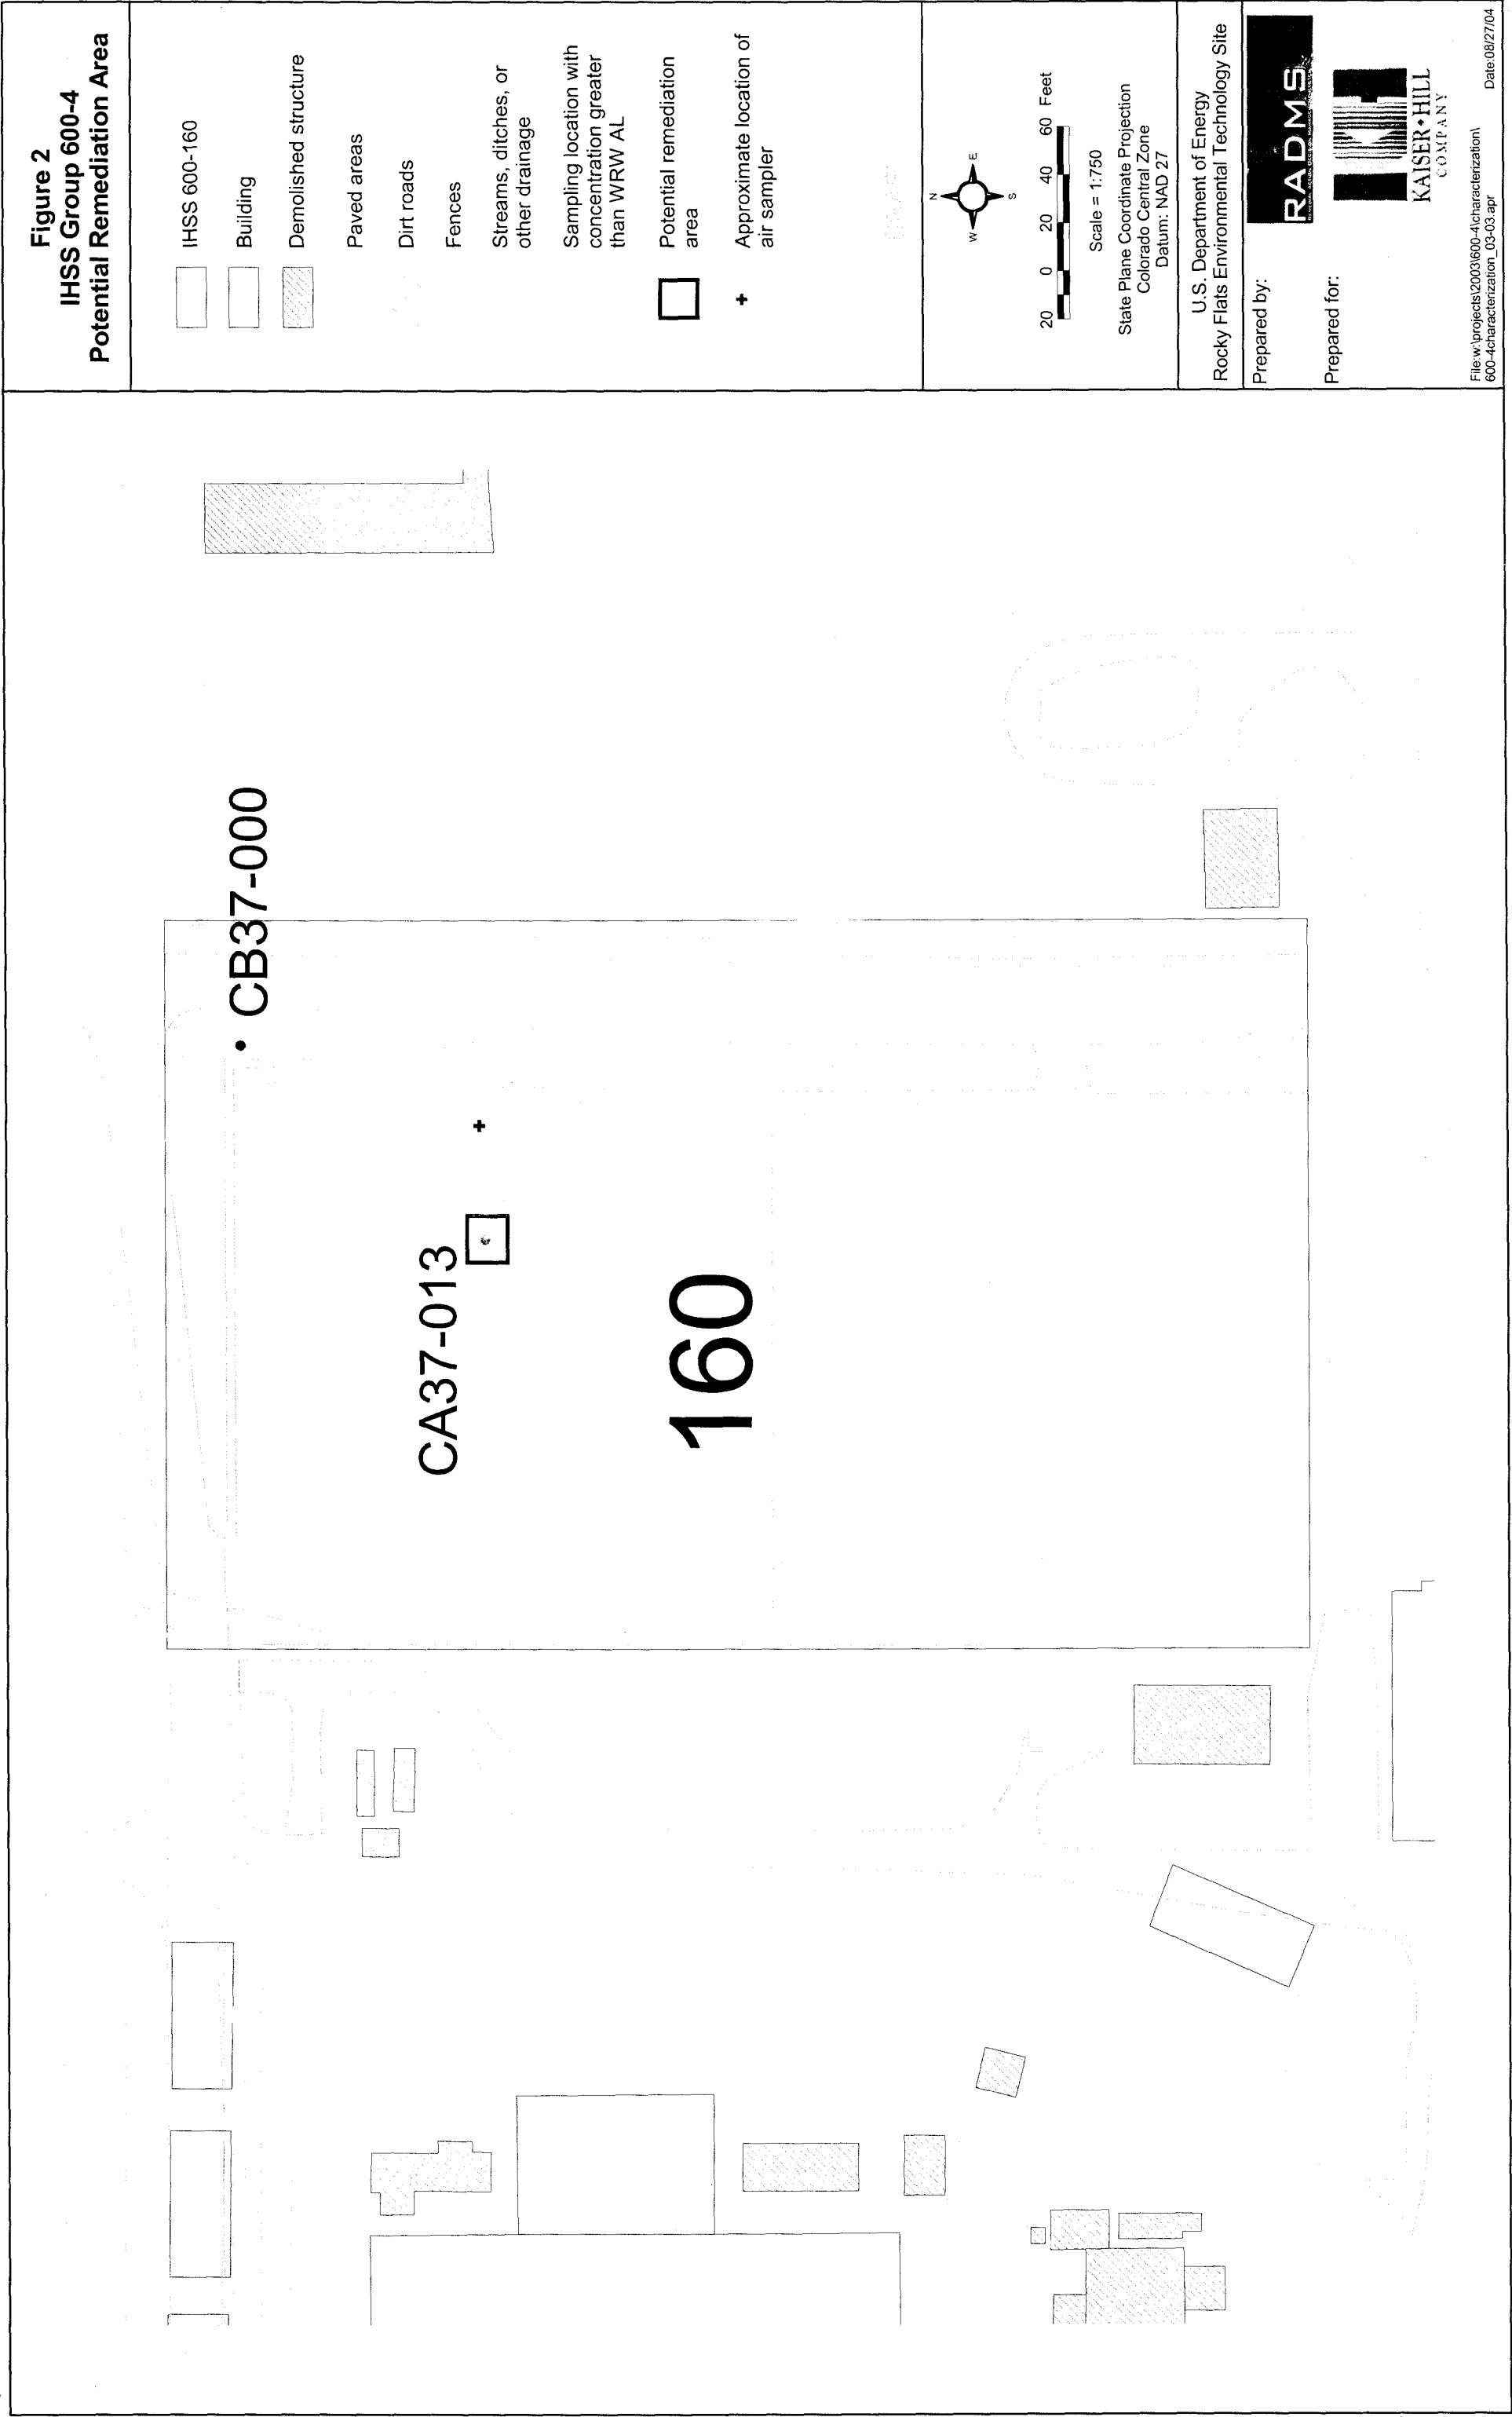 Figure 2
IHSS Group 600-4
Potential Remediation Area
IHSS 600-160
Building
Demolished structure
Paved areas
Dirt roads
Fences
Streams, ditches, or
other drainage
Sampling location with
concentration greater
than WRW AL
Potential remediation
area
Approximate location of
air sampler
N
W
E
S
20 0 20 40 60 Feet
Scale = 1:750
State Plane Coordinate Projection
Colorado Central Zone
Datum: NAD 27
U.S. Department of Energy
Rocky Flats Environmental Technology Site
Prepared by:
RADMS
Prepared for:
KAISER•HILL
COMPANY
File:w:\projects\2003\600-4\characterization\
600-4characterization_03-03.apr
Date:08/27/04
CB37-000
CA37-013
160